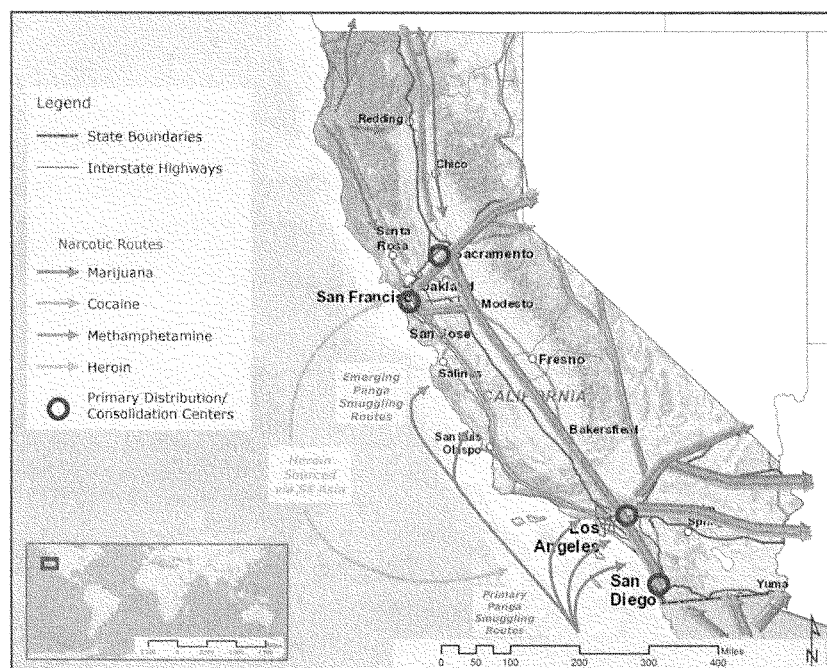 Legend
State Boundaries
Interstate Highways
Narcotic Routes
Marijuana
Cocaine
Methamphetamine
Heroin
Primary Distribution/
Consolidation Centers
Redding
Chico
Santa
Rosa
Sacramento
Oakland
San Francisc
Modesto
San Jose
Salinas
Fresno
CALIFORNIA
Emerging
Panga
Smuggling
Routes
San Luis
Obispo
Bakersfield
Heroin
Sourced
via SE Asia
Los
Angeles
San
Diego
Yuma
Primary
Panga
Smuggling
Routes
Miles
0 25 50 100 200 300 400
N